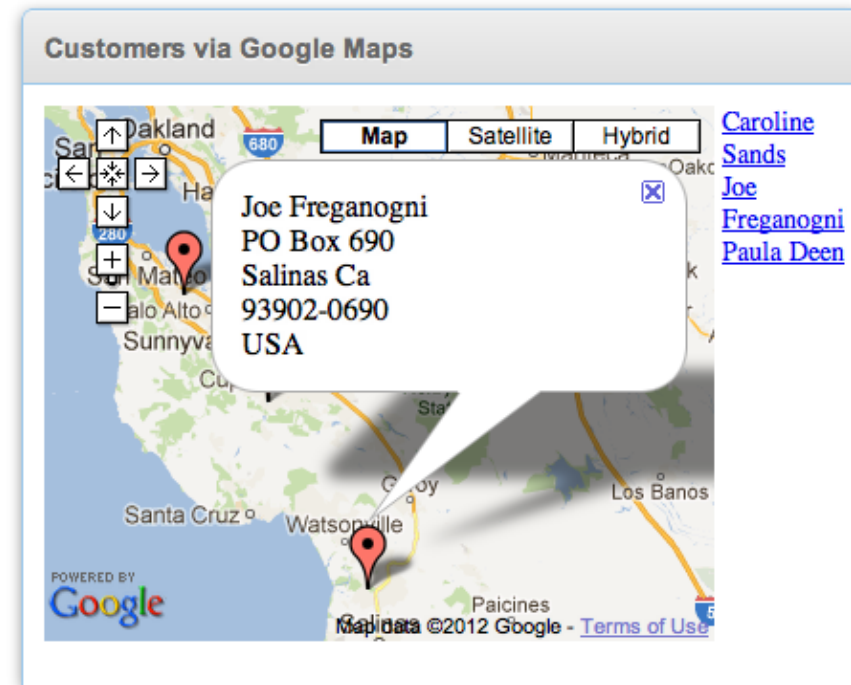 Customers via Google Maps
Oakland
680
Map Satellite Hybrid
Caroline
Sands
Joe
Freganogni
Paula Deen
Joe Freganogni
PO Box 690
Salinas Ca
93902-0690
USA
280
San Mateo
Palo Alto
Sunnyva
Cup
Gilroy
Los Banos
Santa Cruz
Watsonville
POWERED BY
Google
Paicines
Salinas
Map data ©2012 Google - Terms of Use